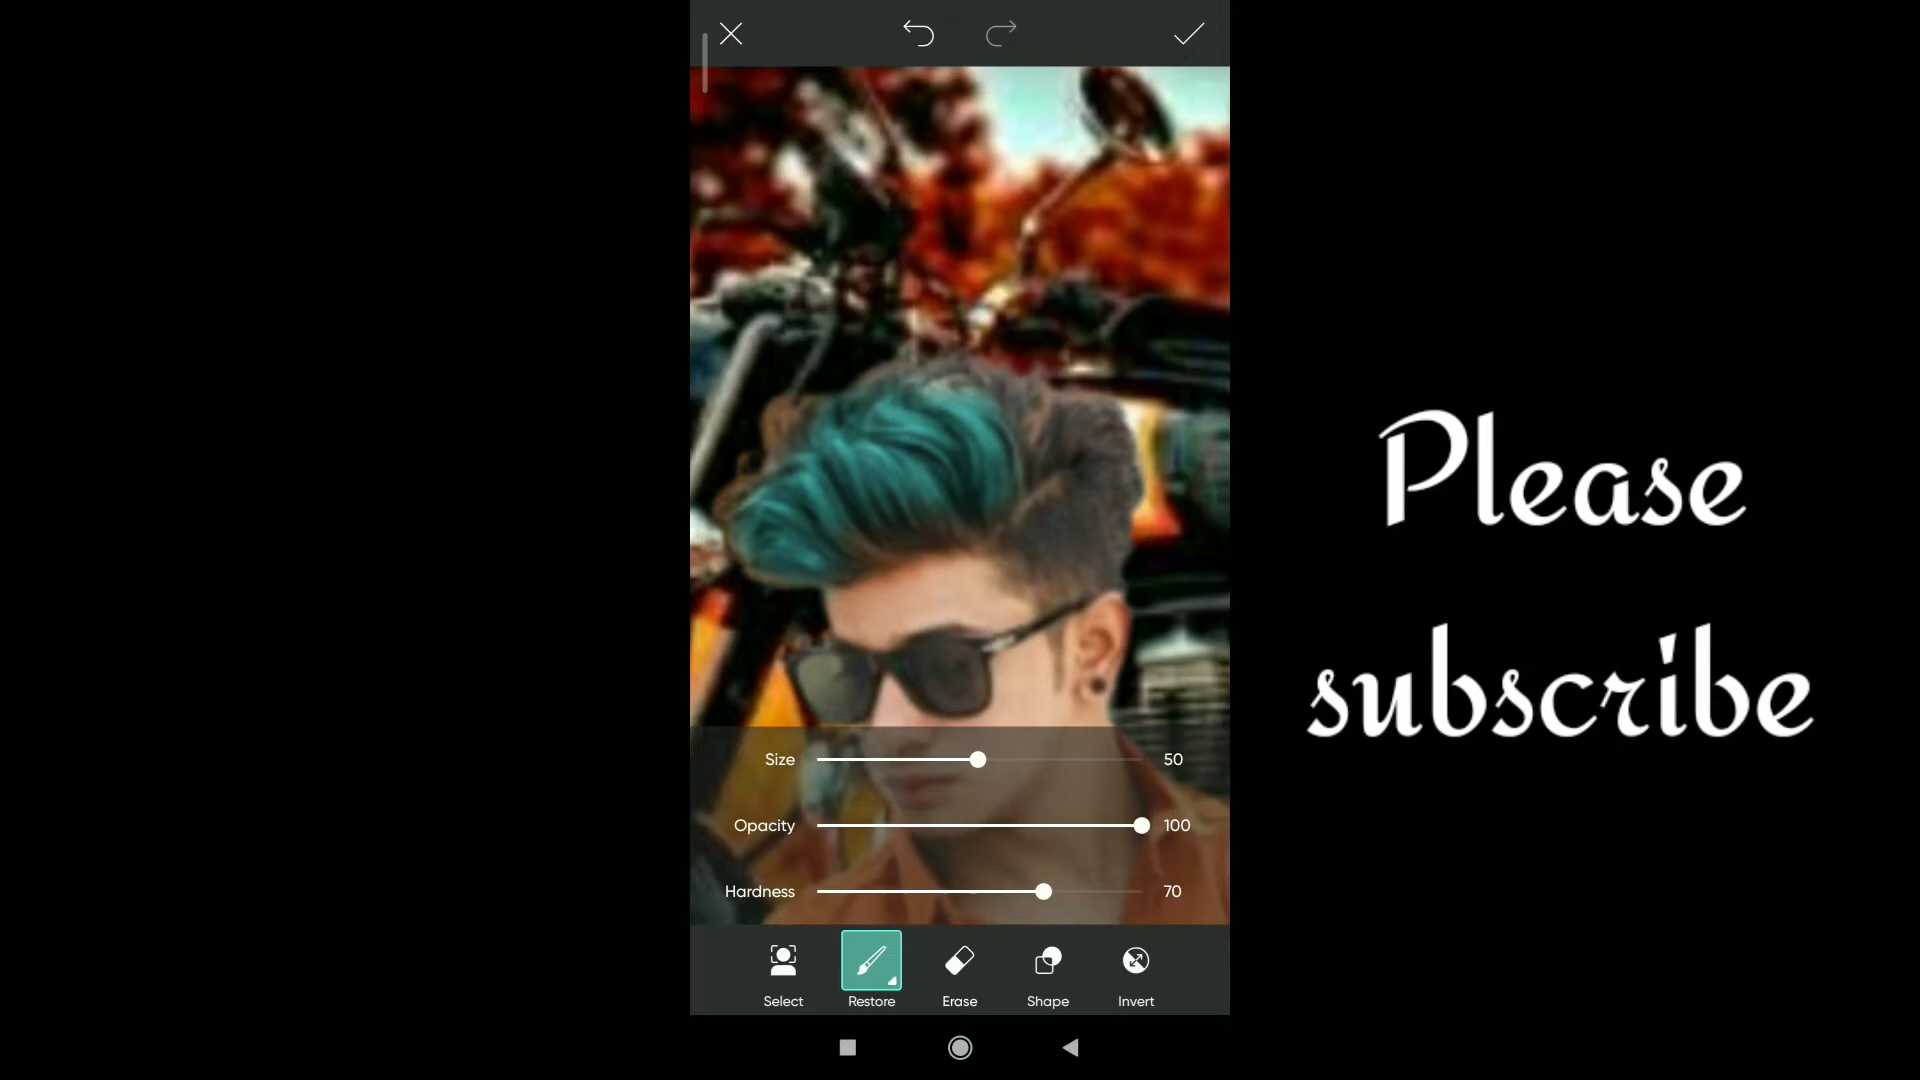 Please
subscribe
Size 50
Opacity 100
Hardness 70
Select Restore Erase Shape Invert